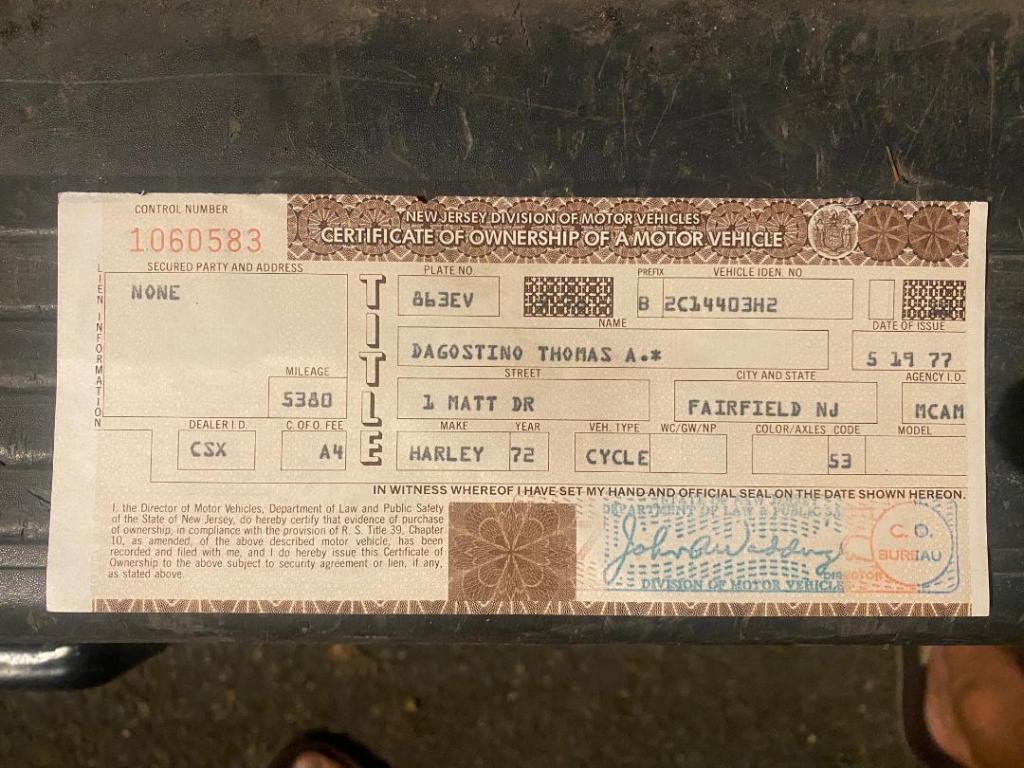 CONTROL NUMBER
1060583
NEW JERSEY DIVISION OF MOTOR VEHICLES
CERTIFICATE OF OWNERSHIP OF A MOTOR VEHICLE
LIEN INFORMATION
SECURED PARTY AND ADDRESS
NONE
TITLE
PLATE NO.
863EV
PREFIX
B
VEHICLE IDEN. NO
2C14403H2
NAME
DAGOSTINO THOMAS A.*
DATE OF ISSUE
5 19 77
MILEAGE
5380
STREET
1 MATT DR
CITY AND STATE
FAIRFIELD NJ
AGENCY I.D.
MCAM
DEALER I.D.
CSX
C. OF O. FEE
A4
MAKE
HARLEY
YEAR
72
VEH. TYPE
CYCLE
WC/GW/NP
COLOR/AXLES CODE
53
MODEL
IN WITNESS WHEREOF I HAVE SET MY HAND AND OFFICIAL SEAL ON THE DATE SHOWN HEREON.
I, the Director of Motor Vehicles, Department of Law and Public Safety
of the State of New Jersey, do hereby certify that evidence of purchase
of ownership, in compliance with the provision of R. S. Title 39, Chapter
10, as amended, of the above described motor vehicle, has been
recorded and filed with me, and I do hereby issue this Certificate of
Ownership to the above subject to security agreement or lien, if any,
as stated above.
STATE OF NEW JERSEY
DEPARTMENT OF LAW & PUBLIC SA
DIVISION OF MOTOR VEHICLE
DIRECTOR
C. O.
BUREAU